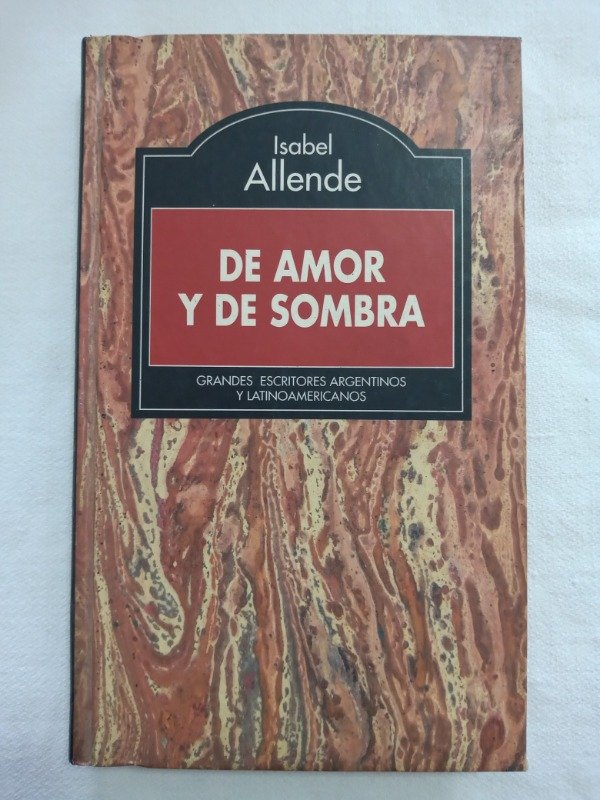 Isabel
Allende
DE AMOR
Y DE SOMBRA
GRANDES ESCRITORES ARGENTINOS
Y LATINOAMERICANOS